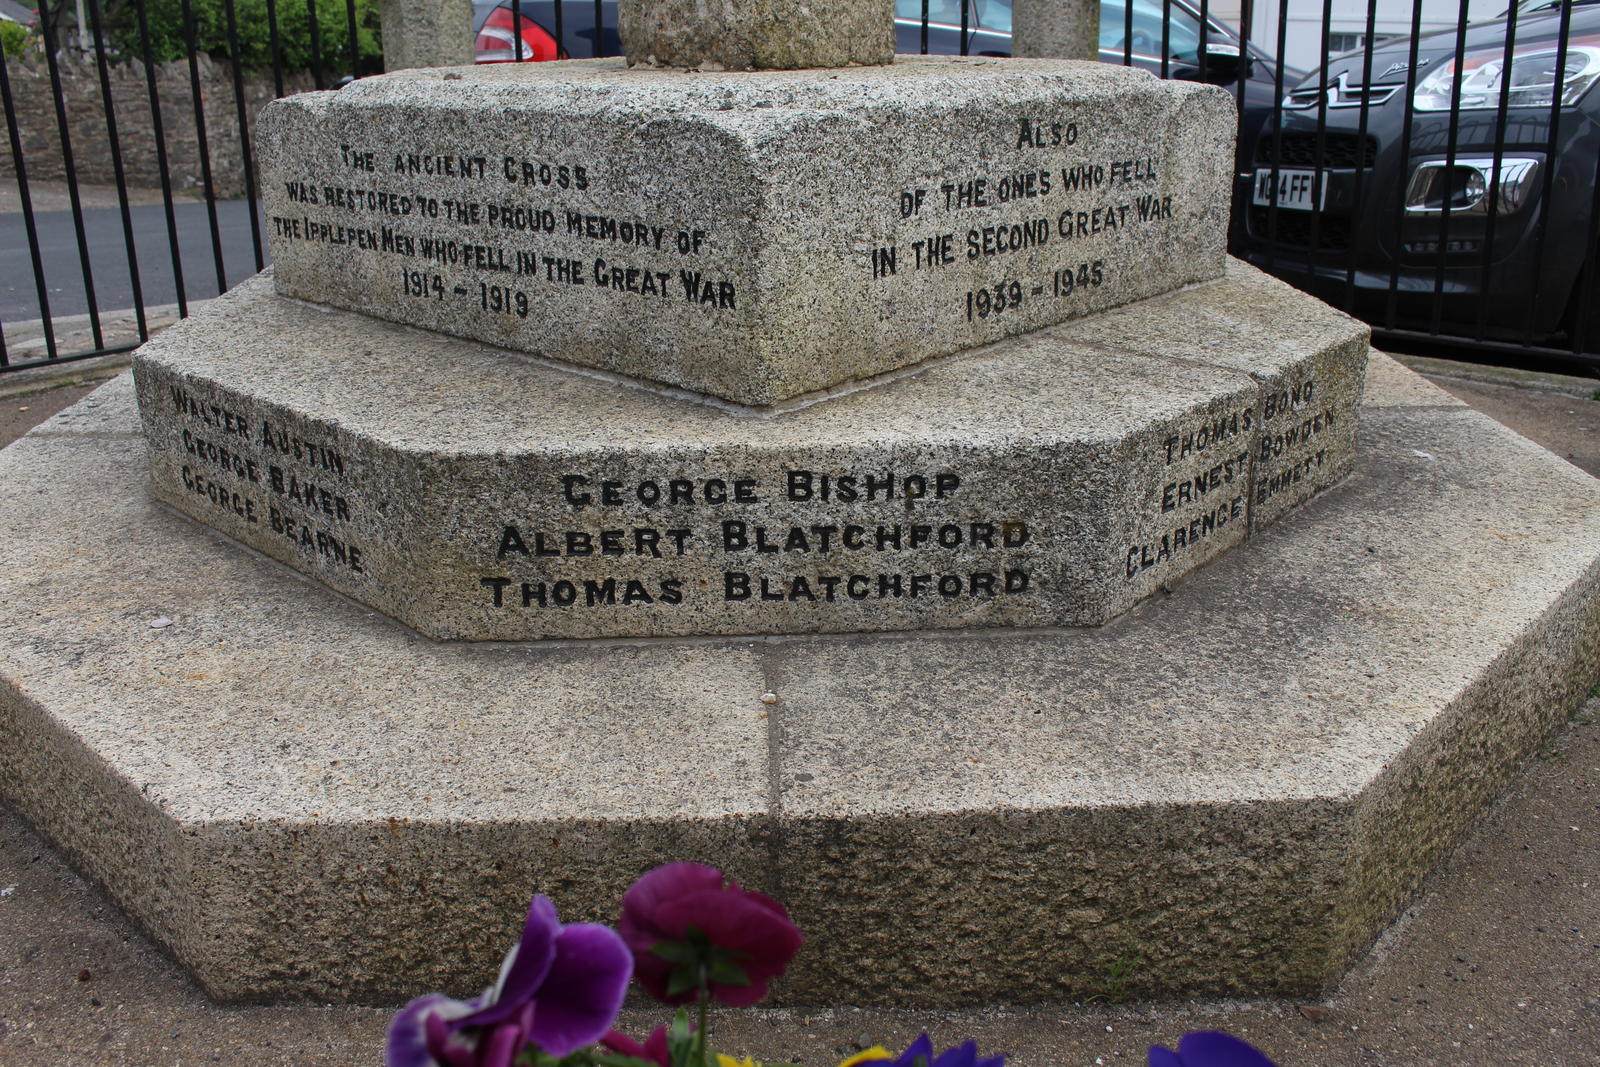 THE ANCIENT CROSS
WAS RESTORED TO THE PROUD MEMORY OF
THE IPPLEPEN MEN WHO FELL IN THE GREAT WAR
1914 - 1919
ALSO
OF THE ONES WHO FELL
IN THE SECOND GREAT WAR
1939 - 1945
WALTER AUSTIN
GEORGE BAKER
GEORGE BEARNE
GEORGE BISHOP
ALBERT BLATCHFORD
THOMAS BLATCHFORD
THOMAS BOND
ERNEST BOWDEN
CLARENCE EMMETT